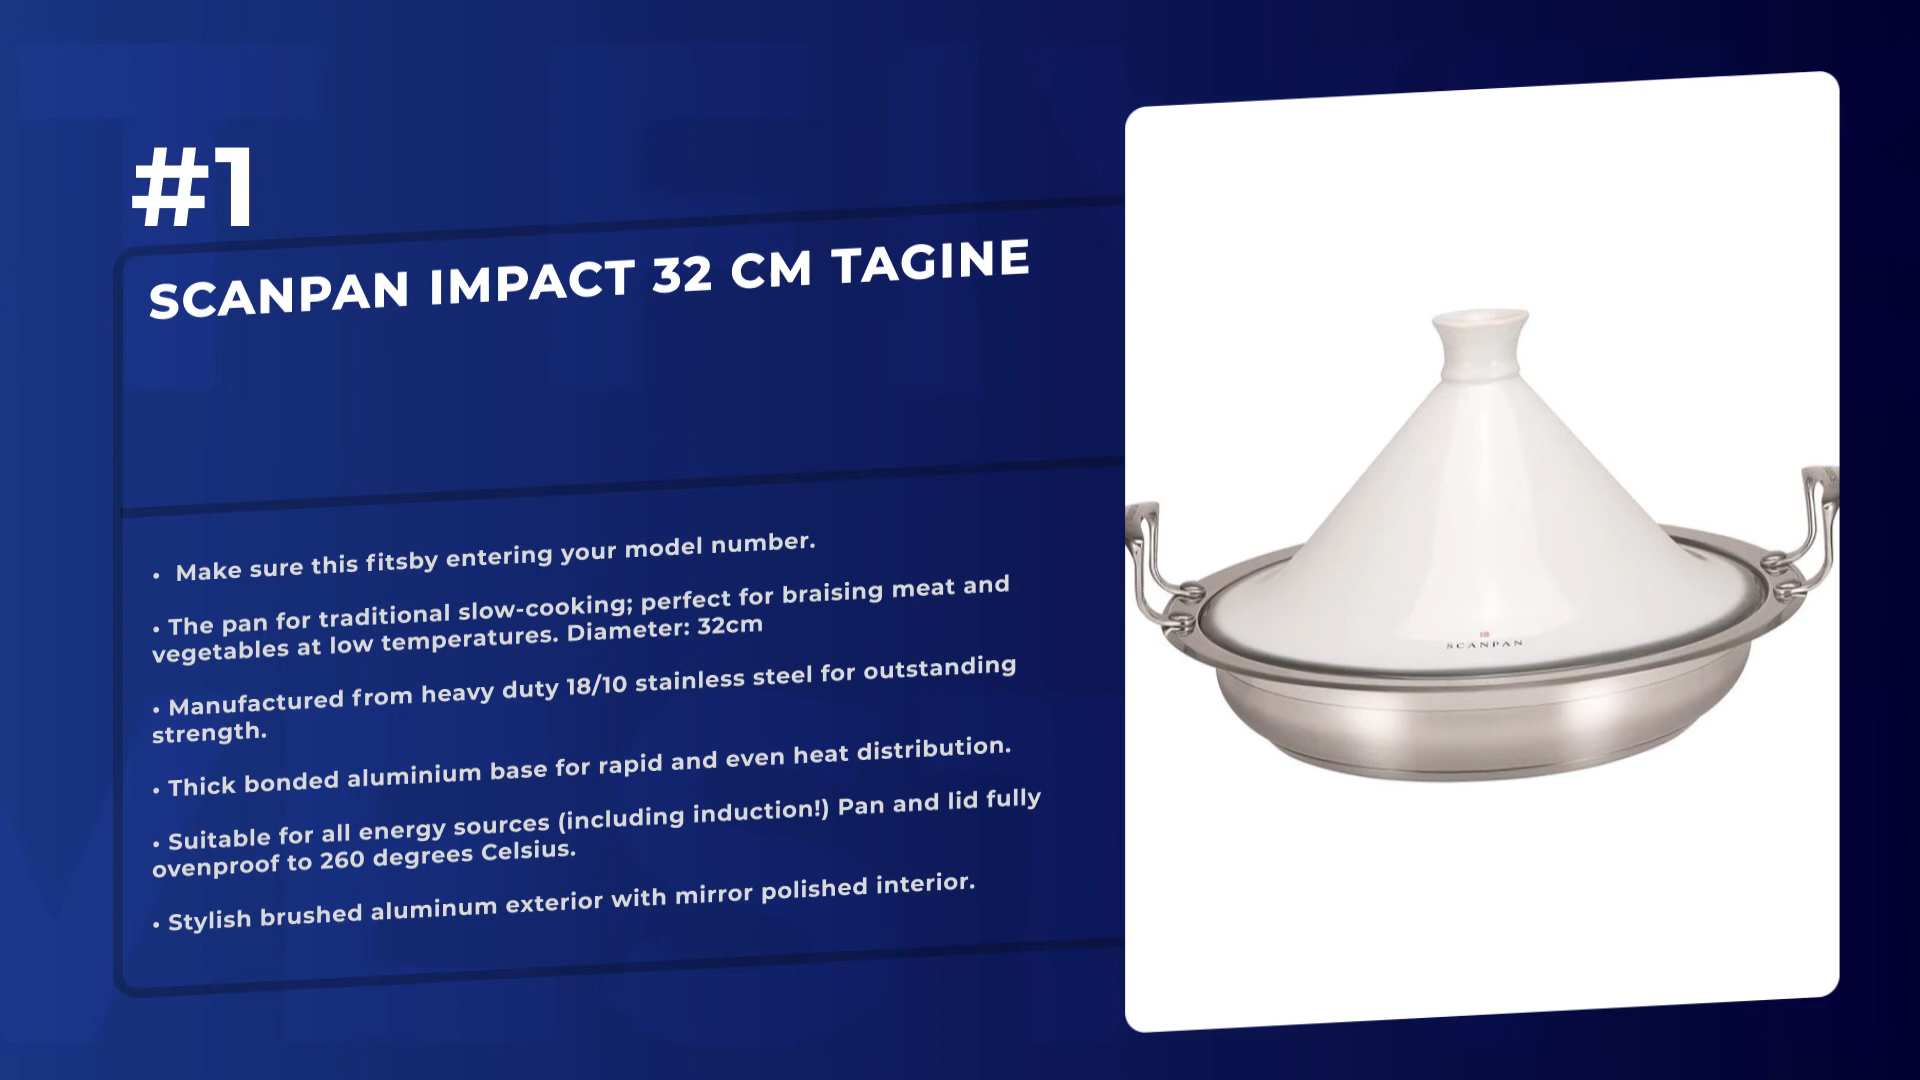 #1
SCANPAN IMPACT 32 CM TAGINE
• Make sure this fitsby entering your model number.
• The pan for traditional slow-cooking; perfect for braising meat and
vegetables at low temperatures. Diameter: 32cm
• Manufactured from heavy duty 18/10 stainless steel for outstanding
strength.
• Thick bonded aluminium base for rapid and even heat distribution.
• Suitable for all energy sources (including induction!) Pan and lid fully
ovenproof to 260 degrees Celsius.
• Stylish brushed aluminum exterior with mirror polished interior.
SCANPAN